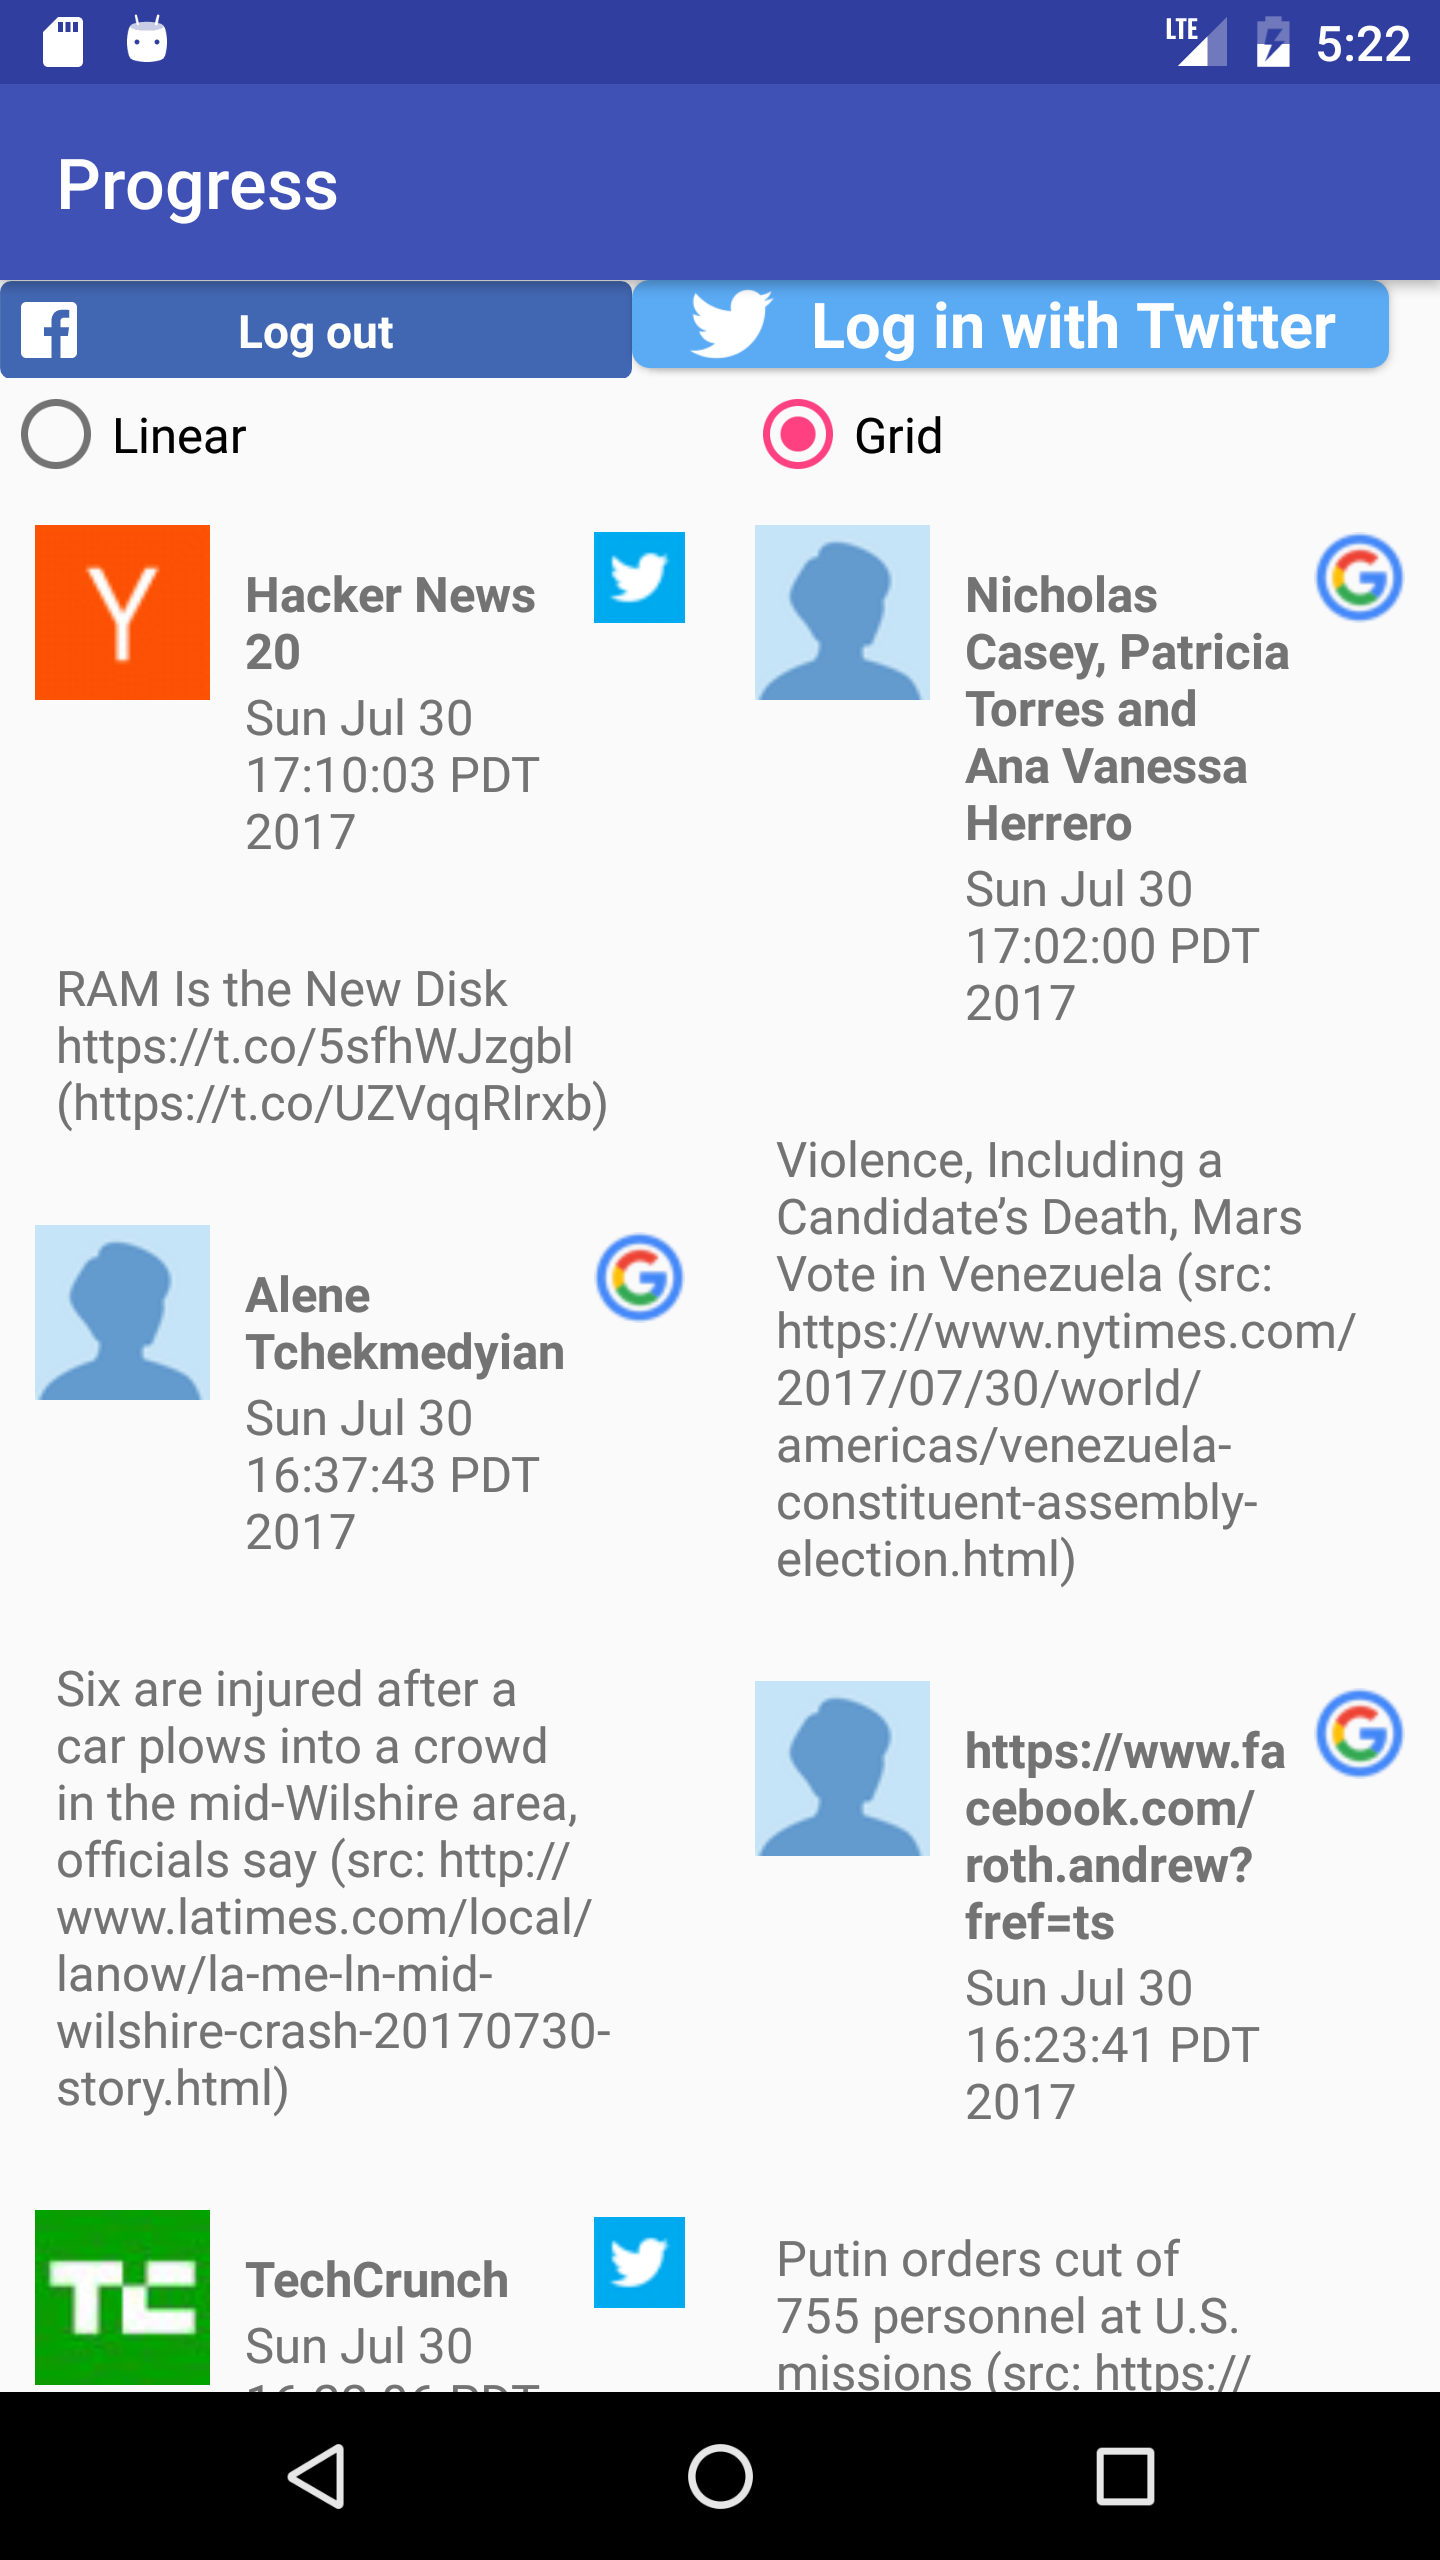 LTE 5:22
Progress
Log out
Log in with Twitter
Linear
Grid
Y
Hacker News
20
Sun Jul 30
17:10:03 PDT
2017
RAM Is the New Disk
https://t.co/5sfhWJzgbl
(https://t.co/UZVqqRIrxb)
Nicholas
Casey, Patricia
Torres and
Ana Vanessa
Herrero
Sun Jul 30
17:02:00 PDT
2017
Violence, Including a
Candidate’s Death, Mars
Vote in Venezuela (src:
https://www.nytimes.com/
2017/07/30/world/
americas/venezuela-
constituent-assembly-
election.html)
Alene
Tchekmedyian
Sun Jul 30
16:37:43 PDT
2017
Six are injured after a
car plows into a crowd
in the mid-Wilshire area,
officials say (src: http://
www.latimes.com/local/
lanow/la-me-ln-mid-
wilshire-crash-20170730-
story.html)
https://www.fa
cebook.com/
roth.andrew?
fref=ts
Sun Jul 30
16:23:41 PDT
2017
Putin orders cut of
755 personnel at U.S.
missions (src: https://
TC
TechCrunch
Sun Jul 30